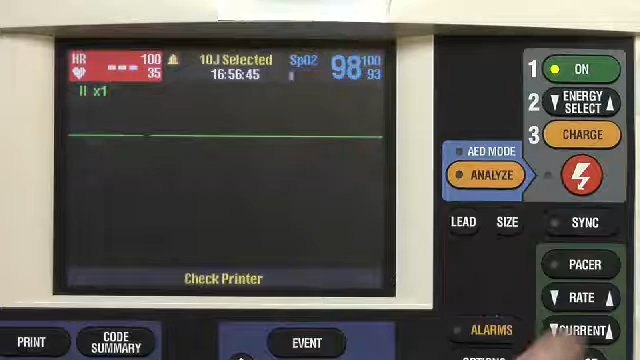 HR 100 35
---
10J Selected
16:56:45
SpO2 98 100 93
II x1
Check Printer
1 ON
2 ENERGY SELECT
3 CHARGE
AED MODE
ANALYZE
LEAD SIZE SYNC
PACER
RATE
ALARMS CURRENT
PRINT CODE SUMMARY EVENT
OPTIONS